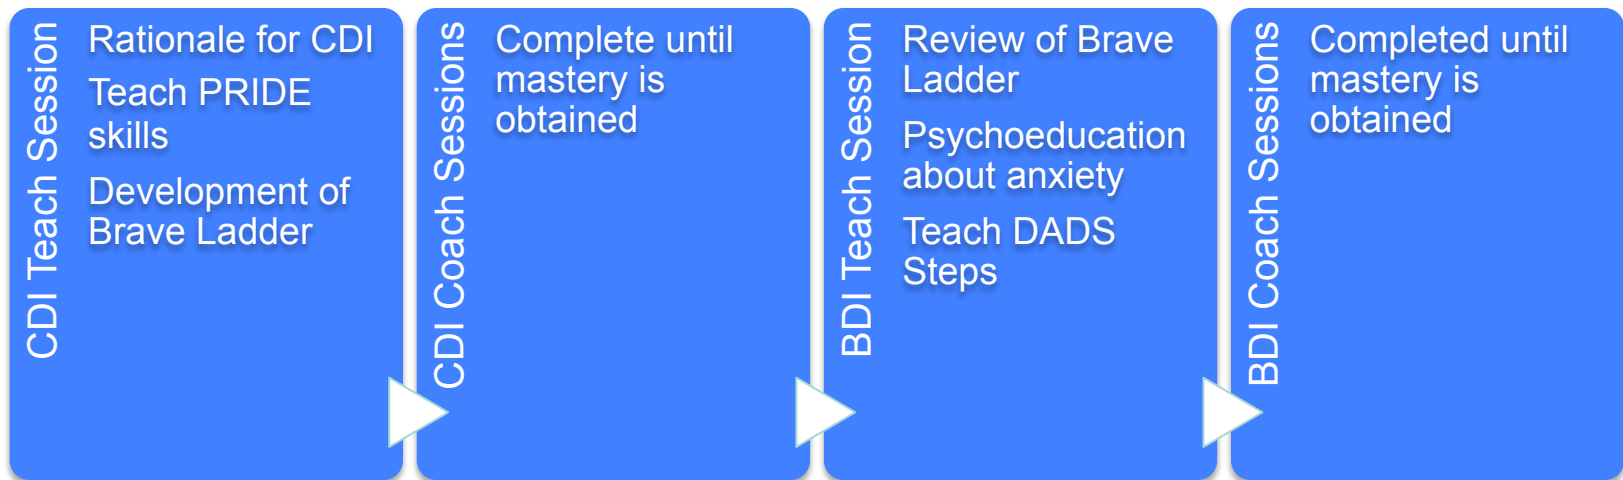 CDI Teach Session
Rationale for CDI
Teach PRIDE
skills
Development of
Brave Ladder
CDI Coach Sessions
Complete until
mastery is
obtained
BDI Teach Session
Review of Brave
Ladder
Psychoeducation
about anxiety
Teach DADS
Steps
BDI Coach Sessions
Completed until
mastery is
obtained